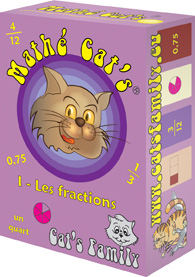 4
12
Mathé Cat's
0.75
1
3
1 - Les fractions
un
quart
Cat's Family
www.catsfamily.ch
0.75
3
12